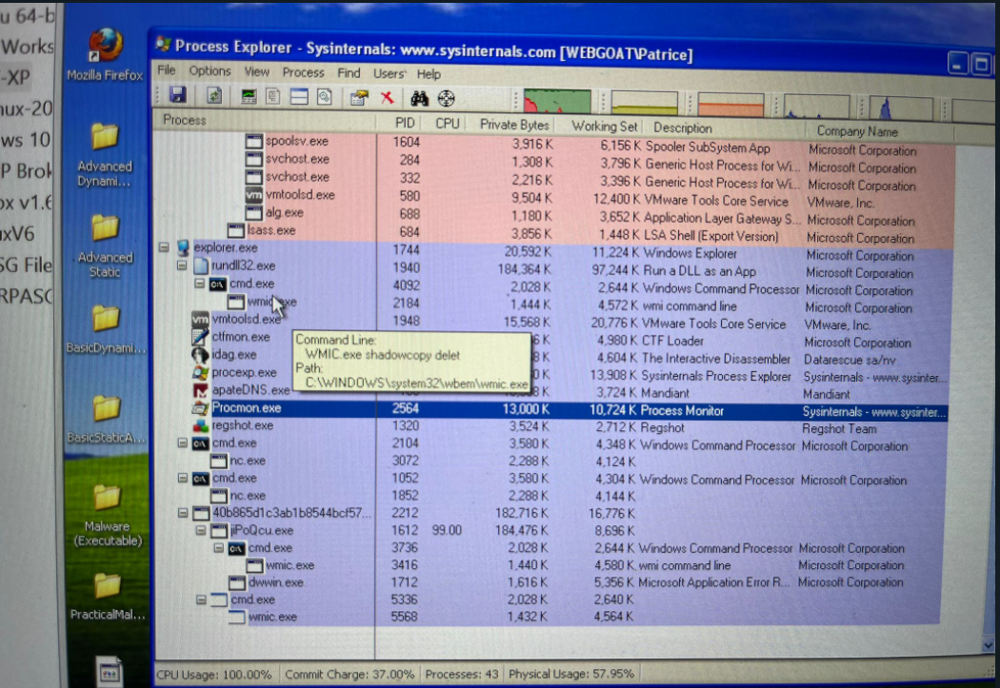 u 64-b
Works
-XP
nux-20
ws 10
P Brok
ox v1.6
uxV6
SG File
RPASC
Mozilla Firefox
Advanced
Dynami...
Advanced
Static
BasicDynami...
BasicStaticA...
Malware
(Executable)
PracticalMal...
Process Explorer - Sysinternals: www.sysinternals.com [WEBGOAT\Patrice]
File Options View Process Find Users Help
Process PID CPU Private Bytes Working Set Description Company Name
spoolsv.exe 1604 3,916 K 6,156 K Spooler SubSystem App Microsoft Corporation
svchost.exe 284 1,308 K 3,796 K Generic Host Process for Wi... Microsoft Corporation
svchost.exe 332 2,216 K 3,396 K Generic Host Process for Wi... Microsoft Corporation
vmtoolsd.exe 580 9,504 K 12,400 K VMware Tools Core Service VMware, Inc.
alg.exe 688 1,180 K 3,652 K Application Layer Gateway S... Microsoft Corporation
lsass.exe 684 3,856 K 1,448 K LSA Shell (Export Version) Microsoft Corporation
explorer.exe 1744 20,592 K 11,224 K Windows Explorer Microsoft Corporation
rundll32.exe 1940 184,364 K 97,244 K Run a DLL as an App Microsoft Corporation
cmd.exe 4092 2,028 K 2,644 K Windows Command Processor Microsoft Corporation
wmic.exe 2184 1,444 K 4,572 K wmi command line Microsoft Corporation
vmtoolsd.exe 1948 15,568 K 20,776 K VMware Tools Core Service VMware, Inc.
ctfmon.exe 6 K 4,980 K CTF Loader Microsoft Corporation
idag.exe 8 K 4,604 K The Interactive Disassembler Datarescue sa/nv
procexp.exe 0 K 13,908 K Sysinternals Process Explorer Sysinternals - www.sysinter...
apateDNS.exe 8 K 3,724 K Mandiant Mandiant
Command Line:
WMIC.exe shadowcopy delet
Path:
C:\WINDOWS\system32\wbem\wmic.exe
Procmon.exe 2564 13,000 K 10,724 K Process Monitor Sysinternals - www.sysinter...
regshot.exe 1320 3,524 K 2,712 K Regshot Regshot Team
cmd.exe 2104 3,580 K 4,348 K Windows Command Processor Microsoft Corporation
nc.exe 3072 2,288 K 4,124 K
cmd.exe 1052 3,580 K 4,304 K Windows Command Processor Microsoft Corporation
nc.exe 1852 2,288 K 4,144 K
40b865d1c3ab1b8544bcf57... 2212 182,716 K 16,776 K
jiPoQcu.exe 1612 99.00 184,476 K 8,696 K
cmd.exe 3736 2,028 K 2,644 K Windows Command Processor Microsoft Corporation
wmic.exe 3416 1,440 K 4,580 K wmi command line Microsoft Corporation
dwwin.exe 1712 1,616 K 5,356 K Microsoft Application Error R... Microsoft Corporation
cmd.exe 5336 2,028 K 2,640 K
wmic.exe 5568 1,432 K 4,564 K
CPU Usage: 100.00% Commit Charge: 37.00% Processes: 43 Physical Usage: 57.95%